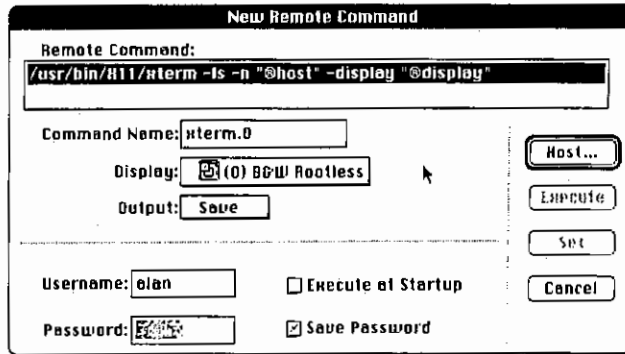 New Remote Command
Remote Command:
/usr/bin/X11/xterm -ls -n "@host" -display "@display"
Command Name: xterm.0
Display: (0) B&W Rootless
Output: Save
Host...
Execute
Set
Cancel
Username: alan
Execute at Startup
Password:
Save Password